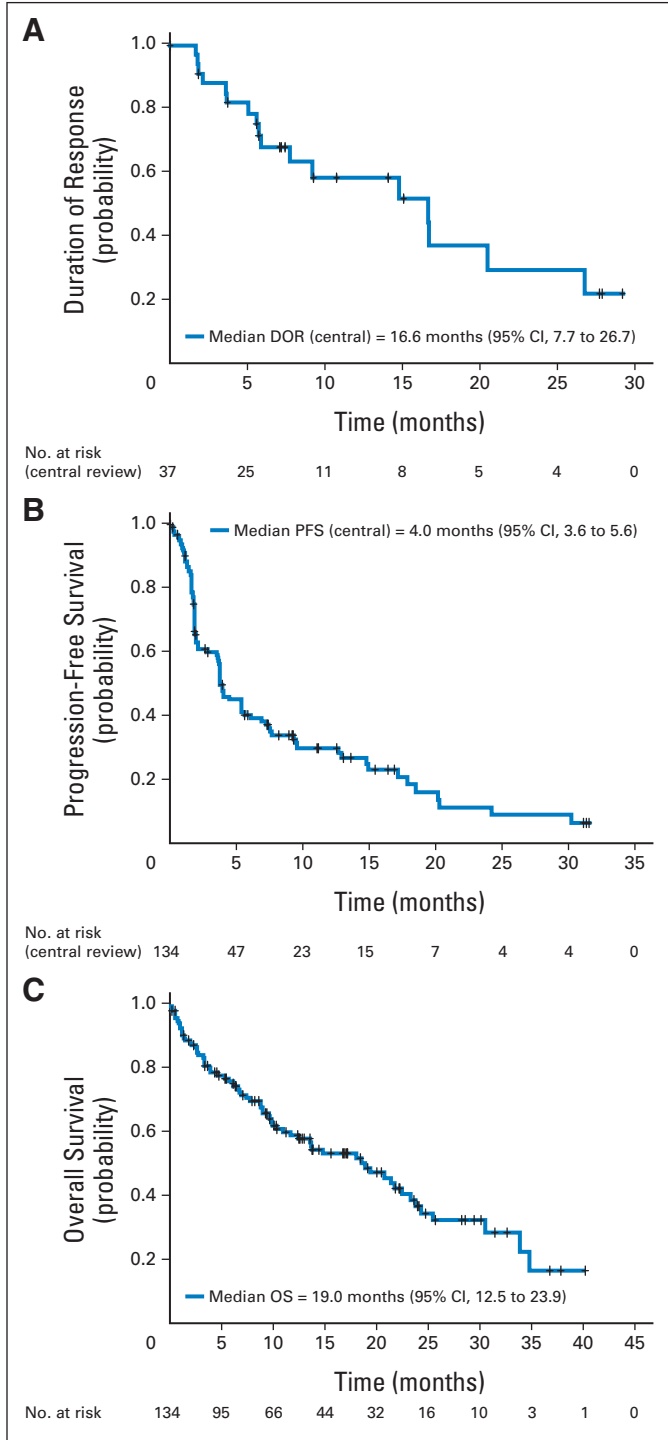 A
Duration of Response
(probability)
1.0
0.8
0.6
0.4
0.2
Median DOR (central) = 16.6 months (95% CI, 7.7 to 26.7)
0 5 10 15 20 25 30
Time (months)
No. at risk
(central review) 37 25 11 8 5 4 0
B
Progression-Free Survival
(probability)
1.0
0.8
0.6
0.4
0.2
Median PFS (central) = 4.0 months (95% CI, 3.6 to 5.6)
0 5 10 15 20 25 30 35
Time (months)
No. at risk
(central review) 134 47 23 15 7 4 4 0
C
Overall Survival
(probability)
1.0
0.8
0.6
0.4
0.2
Median OS = 19.0 months (95% CI, 12.5 to 23.9)
0 5 10 15 20 25 30 35 40 45
Time (months)
No. at risk 134 95 66 44 32 16 10 3 1 0